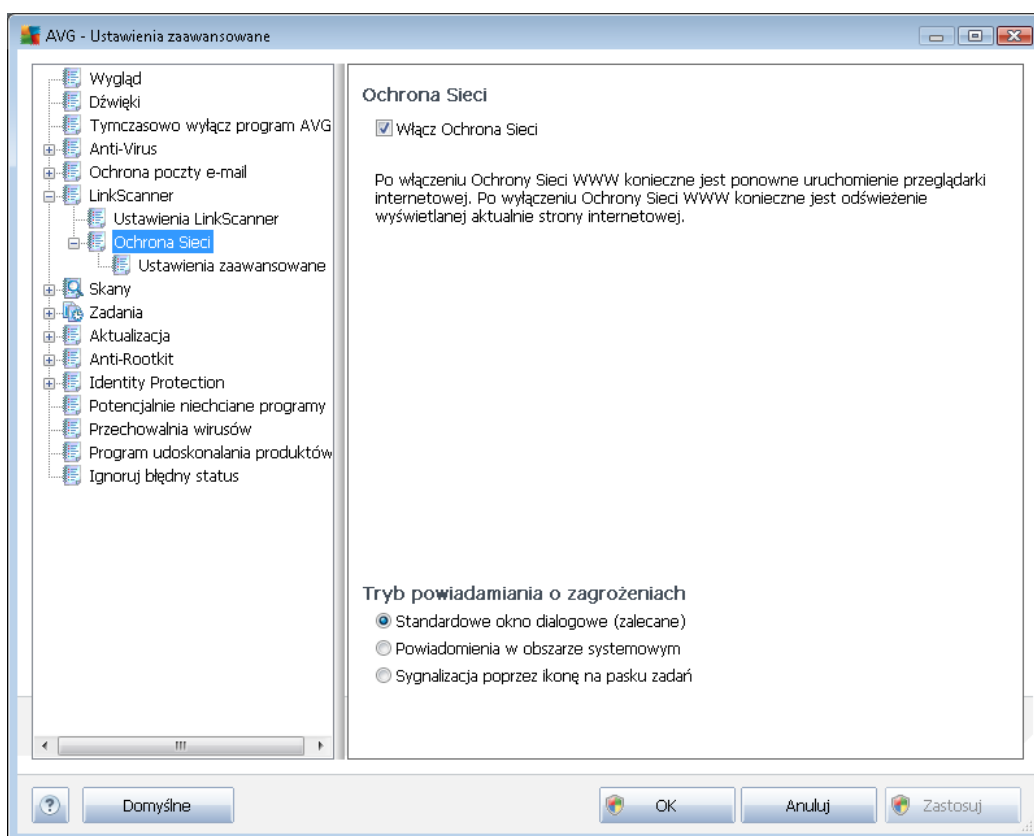 AVG - Ustawienia zaawansowane
Wygląd
Dźwięki
Tymczasowo wyłącz program AVG
Anti-Virus
Ochrona poczty e-mail
LinkScanner
Ustawienia LinkScanner
Ochrona Sieci
Ustawienia zaawansowane
Skany
Zadania
Aktualizacja
Anti-Rootkit
Identity Protection
Potencjalnie niechciane programy
Przechowalnia wirusów
Program udoskonalania produktów
Ignoruj błędny status
Ochrona Sieci
Włącz Ochrona Sieci
Po włączeniu Ochrony Sieci WWW konieczne jest ponowne uruchomienie przeglądarki
internetowej. Po wyłączeniu Ochrony Sieci WWW konieczne jest odświeżenie
wyświetlanej aktualnie strony internetowej.
Tryb powiadamiania o zagrożeniach
Standardowe okno dialogowe (zalecane)
Powiadomienia w obszarze systemowym
Sygnalizacja poprzez ikonę na pasku zadań
?
Domyślne
OK
Anuluj
Zastosuj